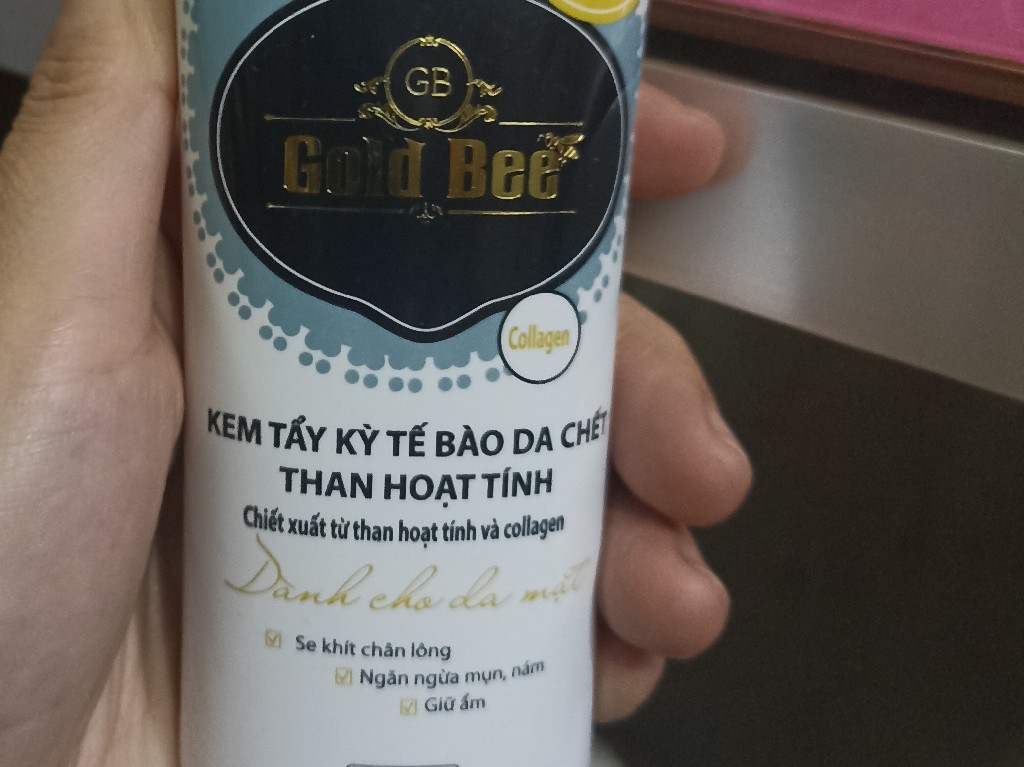 GB
Gold Bee
Collagen
KEM TẨY KỲ TẾ BÀO DA CHẾT
THAN HOẠT TÍNH
Chiết xuất từ than hoạt tính và collagen
Dành cho da mặt
Se khít chân lông
Ngăn ngừa mụn, nám
Giữ ẩm